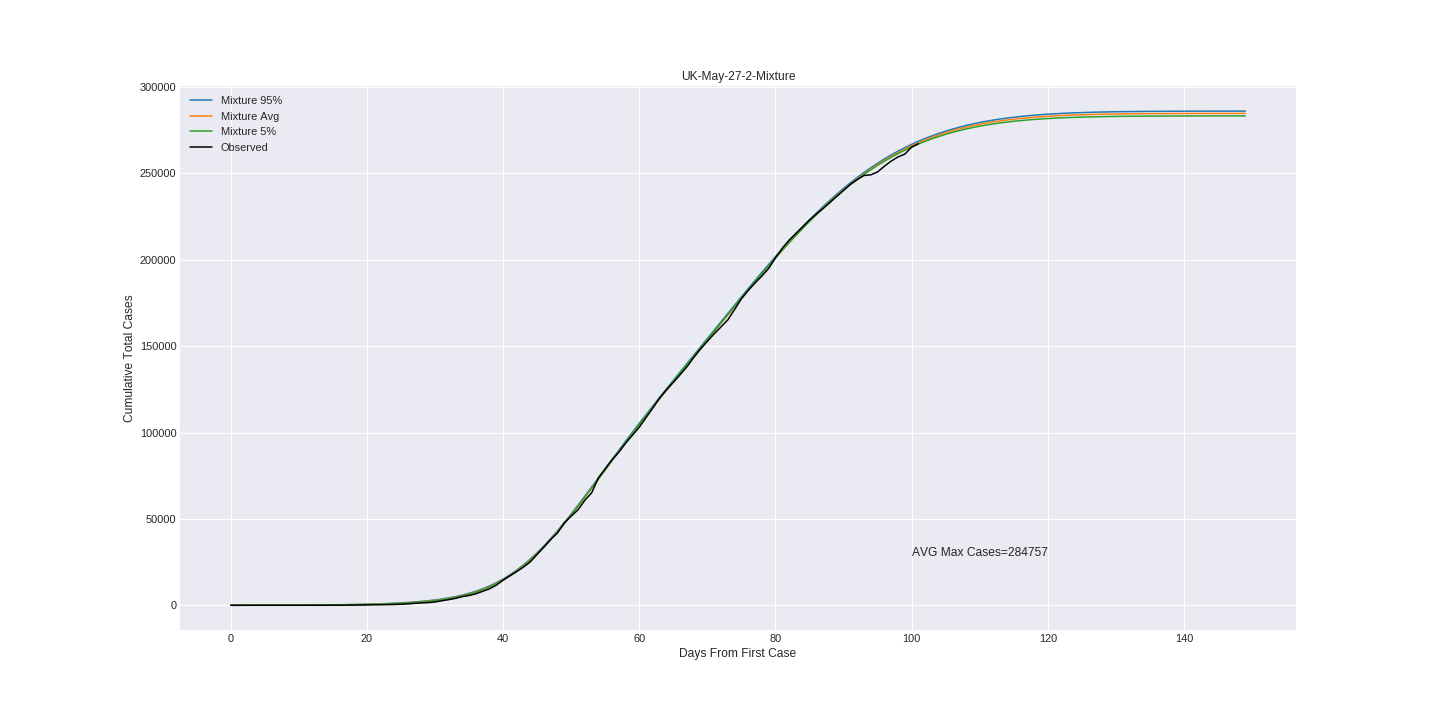 UK-May-27-2-Mixture
300000
250000
200000
150000
100000
50000
0
Cumulative Total Cases
Mixture 95%
Mixture Avg
Mixture 5%
Observed
AVG Max Cases=284757
0 20 40 60 80 100 120 140
Days From First Case